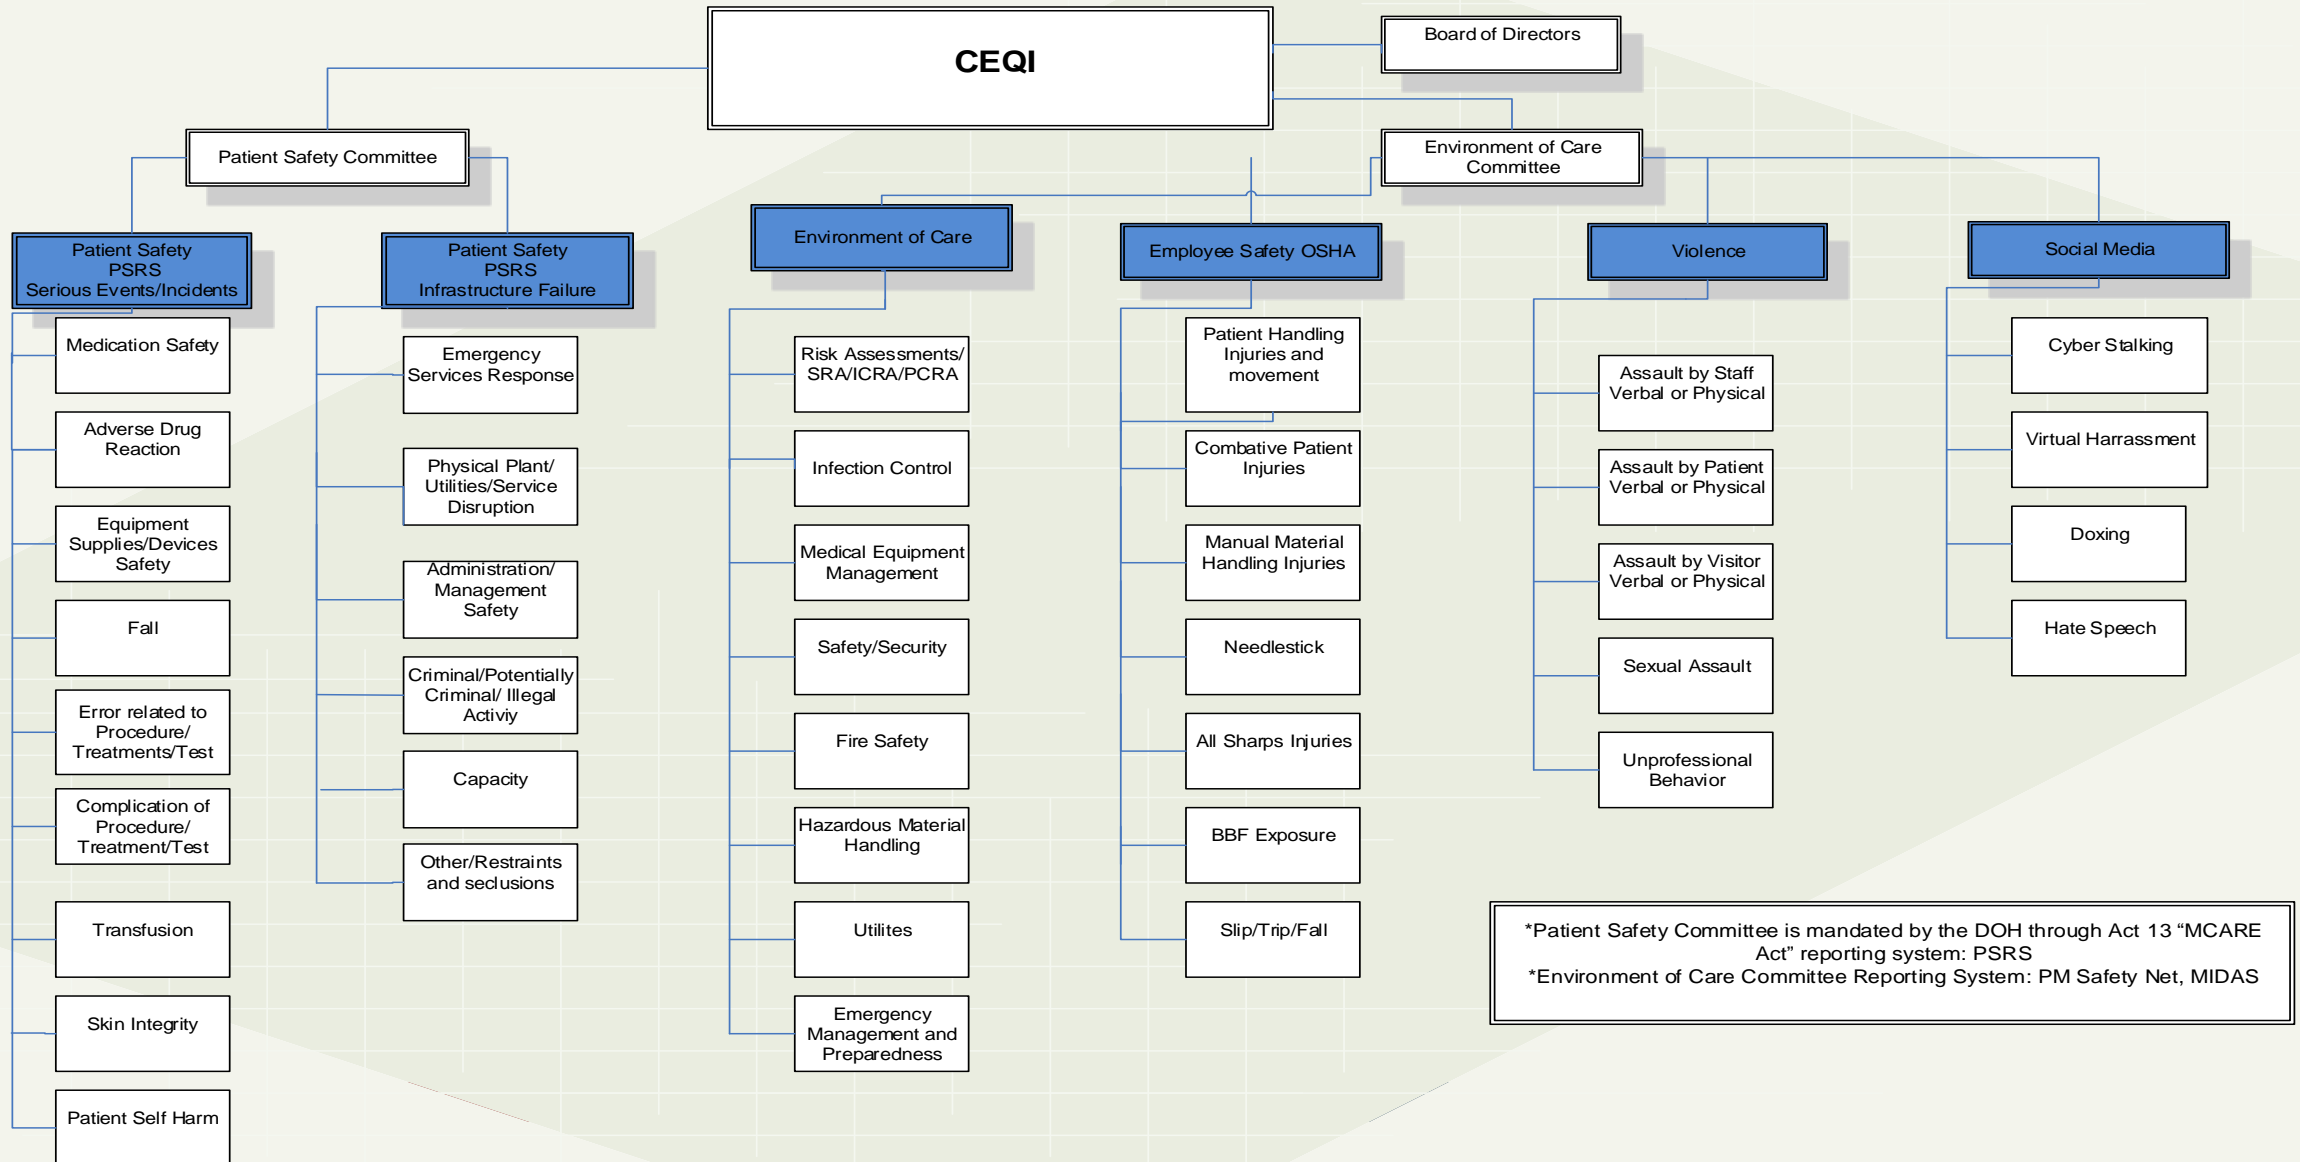 CEQI
Board of Directors
Patient Safety Committee
Environment of Care
Committee
Patient Safety
PSRS
Serious Events/Incidents
Medication Safety
Adverse Drug
Reaction
Equipment
Supplies/Devices
Safety
Fall
Error related to
Procedure/
Treatments/Test
Complication of
Procedure/
Treatment/Test
Transfusion
Skin Integrity
Patient Self Harm
Patient Safety
PSRS
Infrastructure Failure
Emergency
Services Response
Physical Plant/
Utilities/Service
Disruption
Administration/
Management
Safety
Criminal/Potentially
Criminal/ Illegal
Activiy
Capacity
Other/Restraints
and seclusions
Environment of Care
Risk Assessments/
SRA/ICRA/PCRA
Infection Control
Medical Equipment
Management
Safety/Security
Fire Safety
Hazardous Material
Handling
Utilites
Emergency
Management and
Preparedness
Employee Safety OSHA
Patient Handling
Injuries and
movement
Combative Patient
Injuries
Manual Material
Handling Injuries
Needlestick
All Sharps Injuries
BBF Exposure
Slip/Trip/Fall
Violence
Assault by Staff
Verbal or Physical
Assault by Patient
Verbal or Physical
Assault by Visitor
Verbal or Physical
Sexual Assault
Unprofessional
Behavior
Social Media
Cyber Stalking
Virtual Harrassment
Doxing
Hate Speech
*Patient Safety Committee is mandated by the DOH through Act 13 “MCARE
Act” reporting system: PSRS
*Environment of Care Committee Reporting System: PM Safety Net, MIDAS